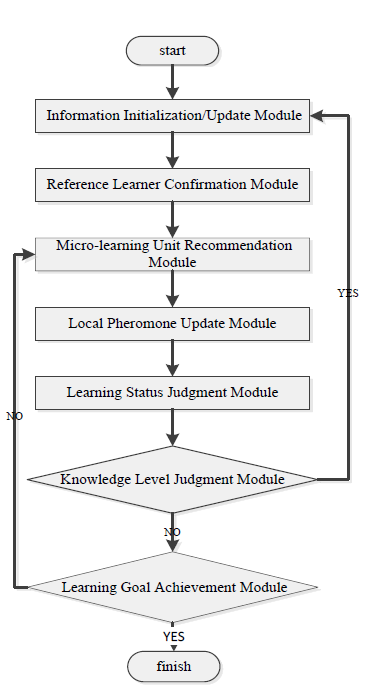 start
Information Initialization/Update Module
Reference Learner Confirmation Module
Micro-learning Unit Recommendation
Module
YES
Local Pheromone Update Module
Learning Status Judgment Module
NO
Knowledge Level Judgment Module
NO
Learning Goal Achievement Module
YES
finish